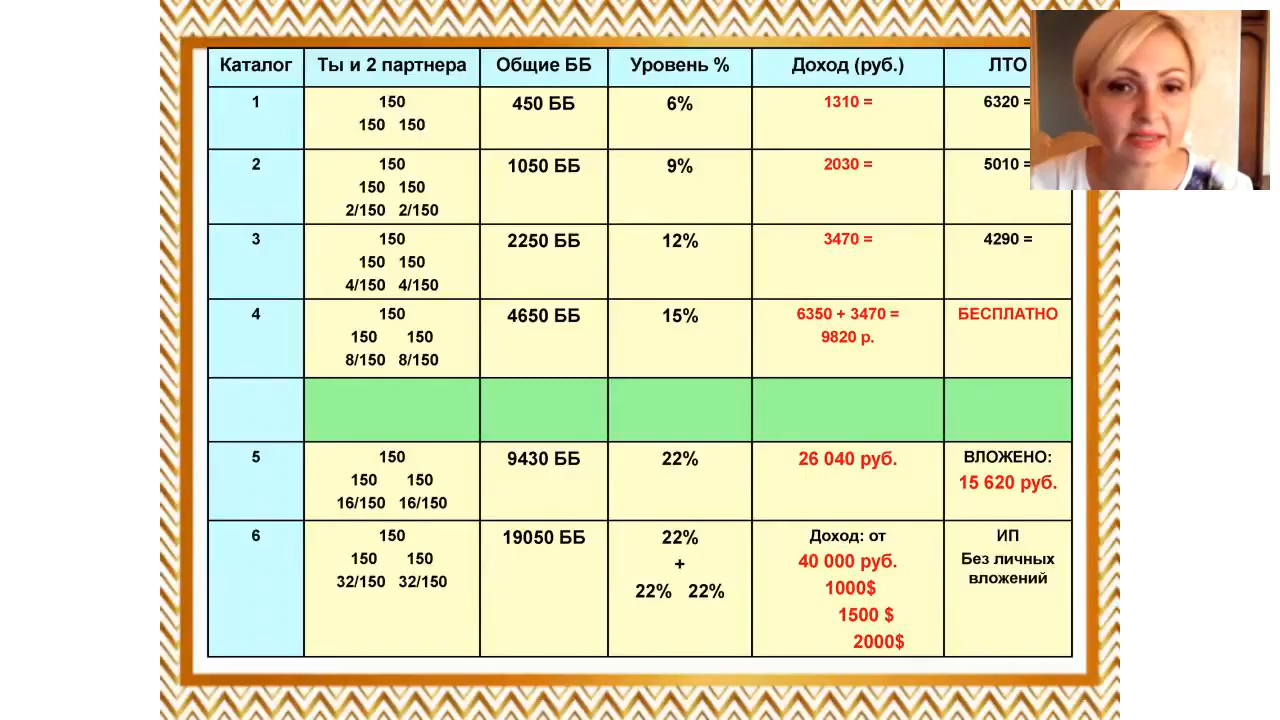 Каталог Ты и 2 партнера Общие ББ Уровень % Доход (руб.) ЛТО
1 150 450 ББ 6% 1310 = 6320 =
150 150
2 150 1050 ББ 9% 2030 = 5010 =
150 150
2/150 2/150
3 150 2250 ББ 12% 3470 = 4290 =
150 150
4/150 4/150
4 150 4650 ББ 15% 6350 + 3470 = БЕСПЛАТНО
150 150 9820 р.
8/150 8/150
5 150 9430 ББ 22% 26 040 руб. ВЛОЖЕНО:
150 150 15 620 руб.
16/150 16/150
6 150 19050 ББ 22% Доход: от ИП
150 150 + 40 000 руб. Без личных
32/150 32/150 22% 22% 1000$ вложений
1500 $
2000$